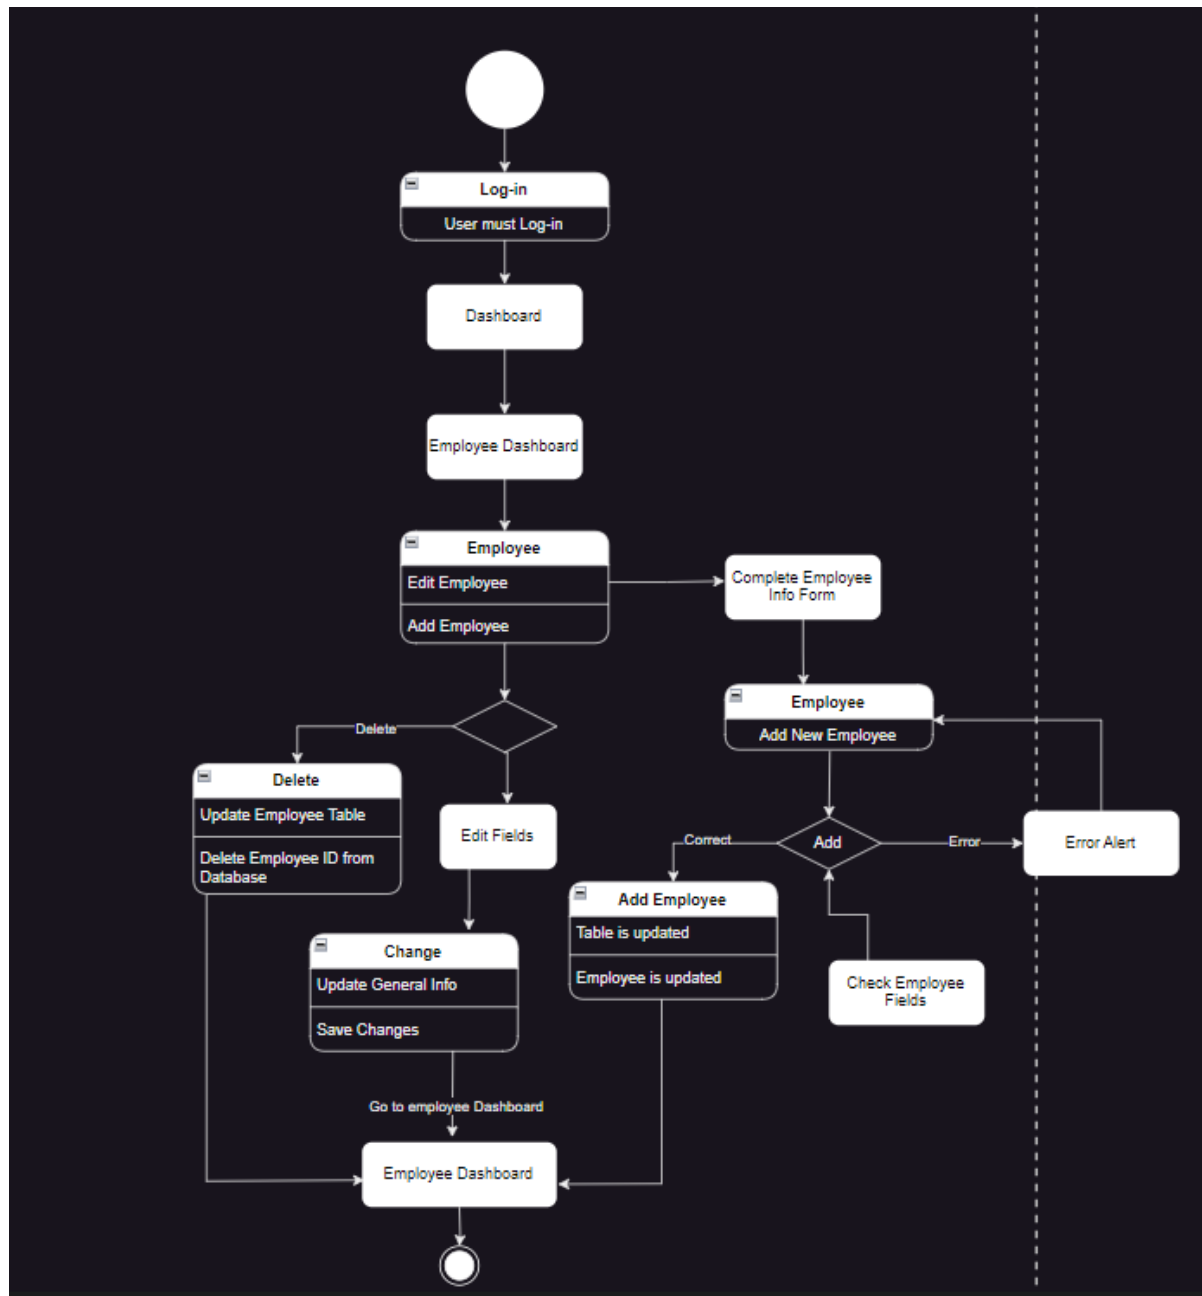 Log-in
User must Log-in
Dashboard
Employee Dashboard
Employee
Edit Employee
Add Employee
Complete Employee
Info Form
Employee
Add New Employee
Delete
Delete
Update Employee Table
Delete Employee ID from
Database
Edit Fields
Correct
Add
Error
Error Alert
Add Employee
Table is updated
Employee is updated
Change
Update General Info
Save Changes
Check Employee
Fields
Go to employee Dashboard
Employee Dashboard